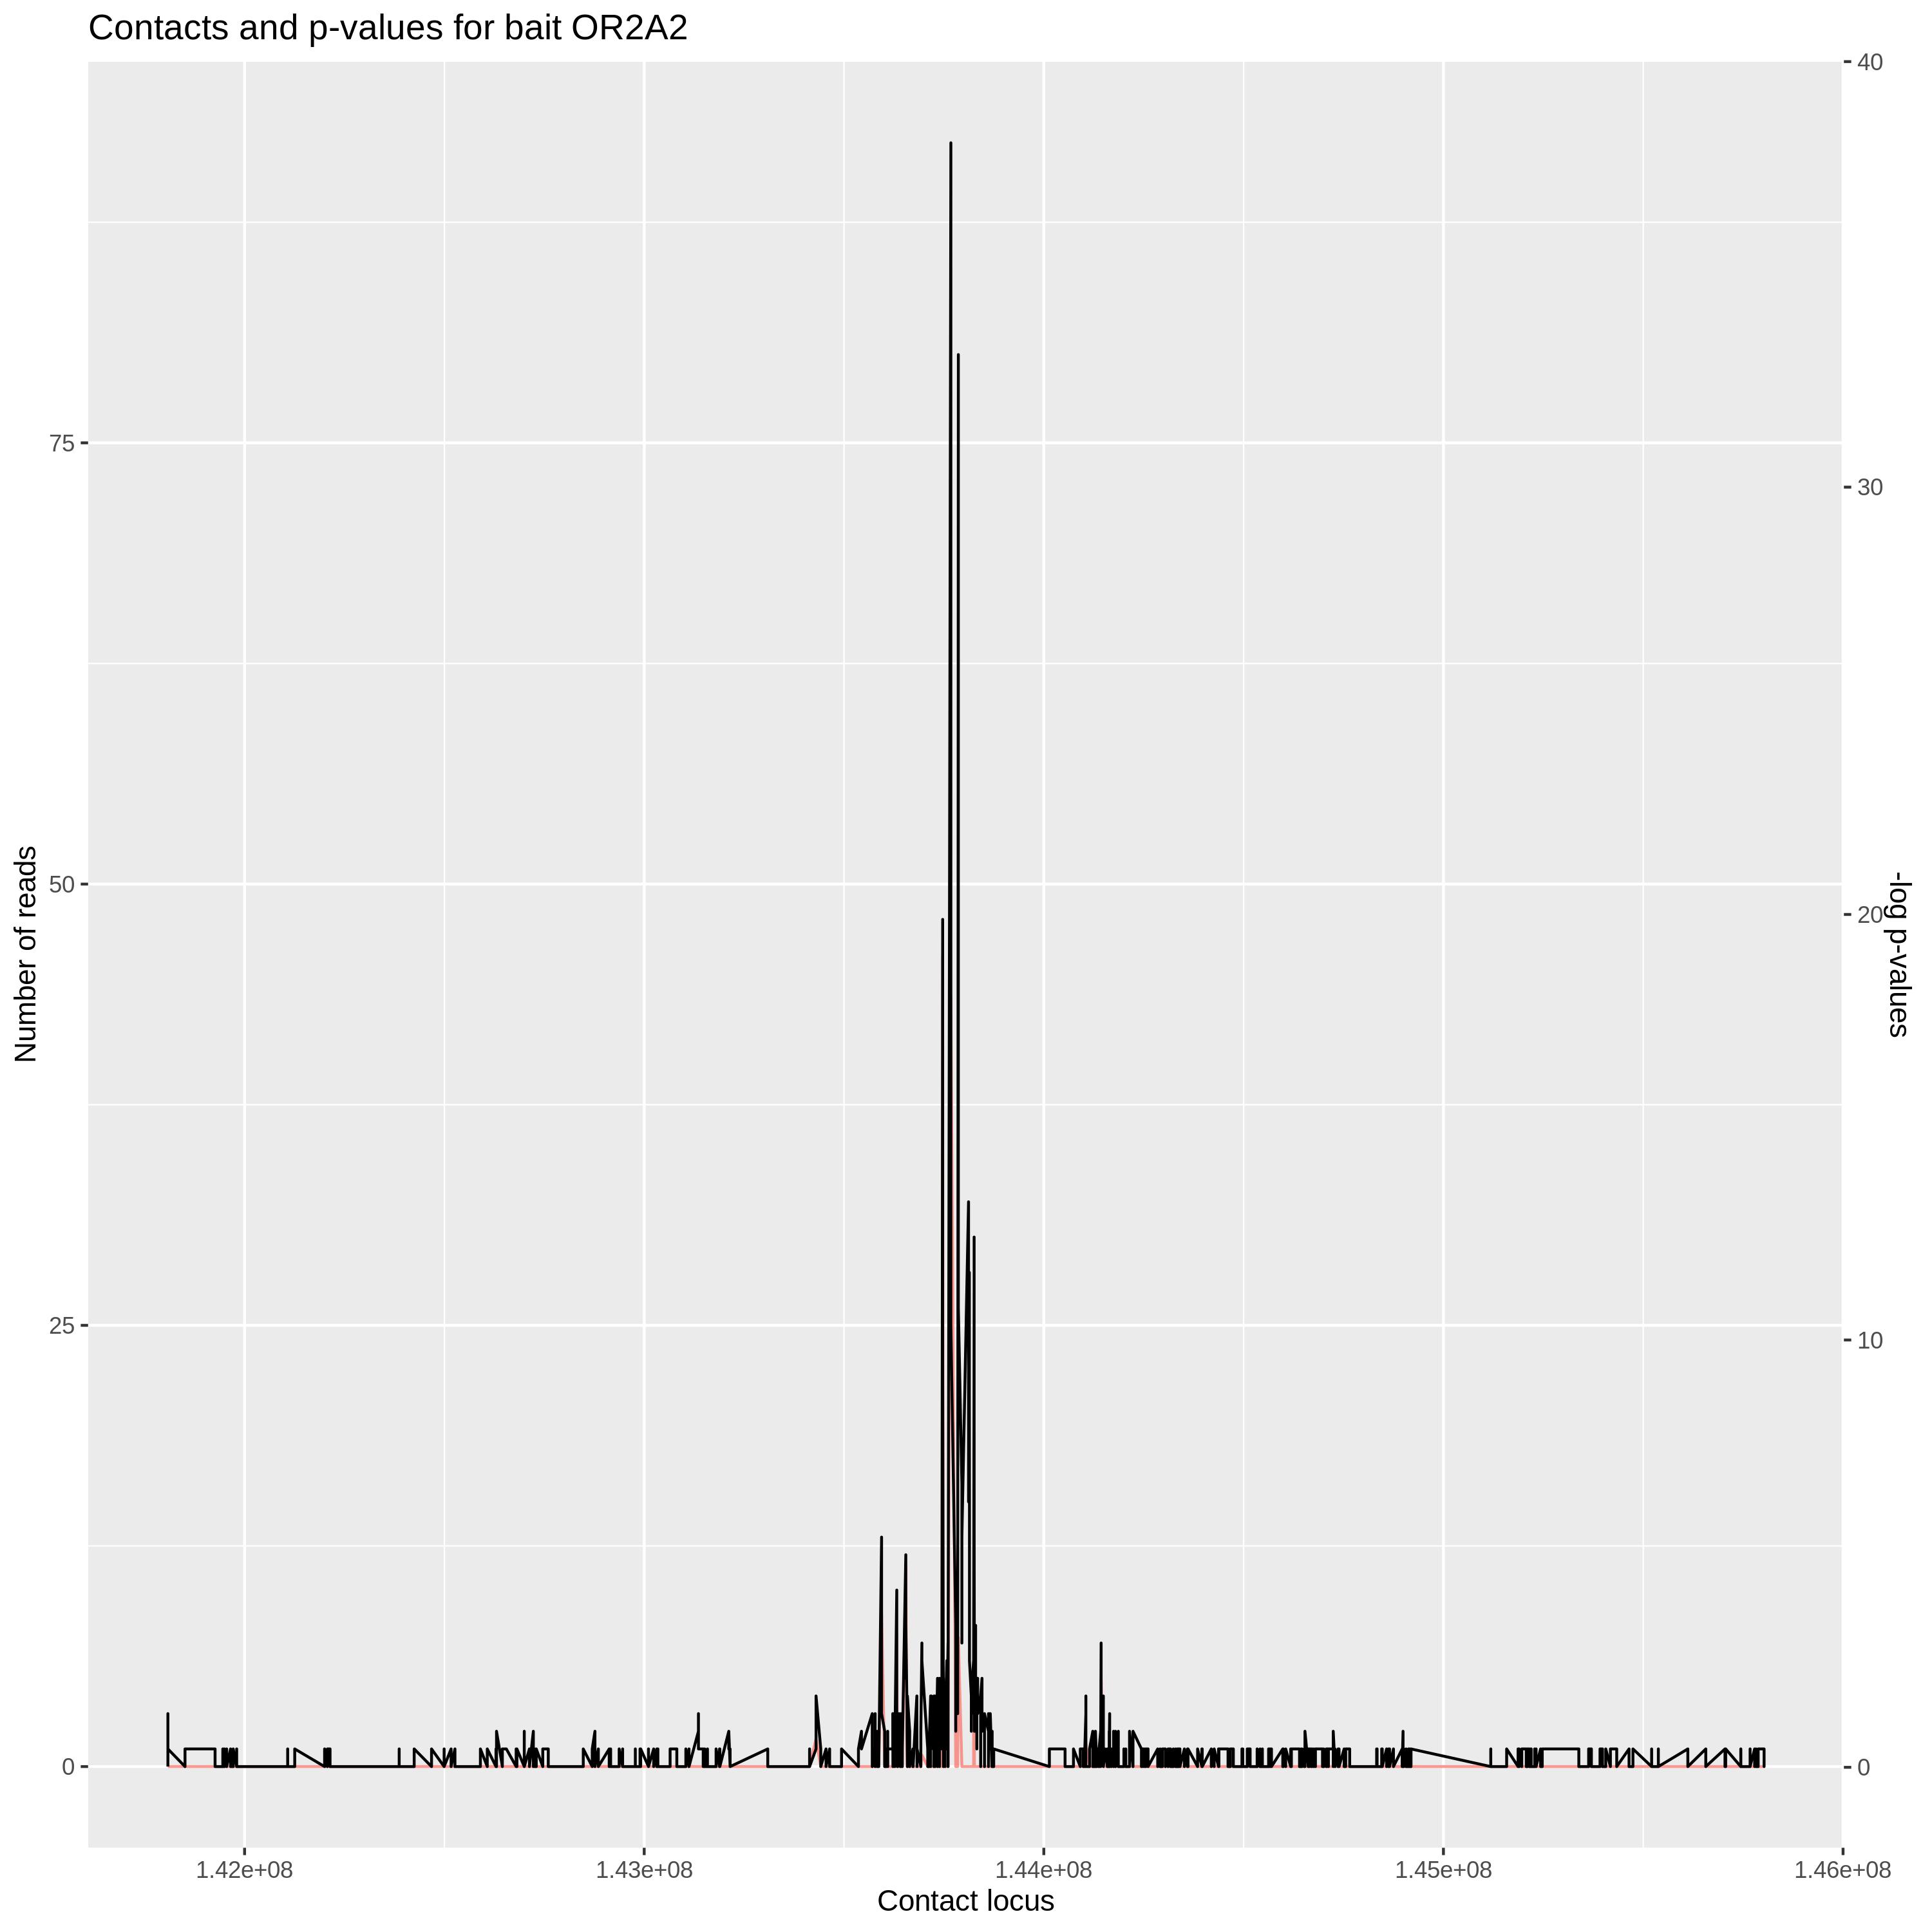 Contacts and p-values for bait OR2A2
40
75
30
Number of reads
50
20
-log p-values
25
10
0
0
1.42e+08
1.43e+08
1.44e+08
1.45e+08
1.46e+08
Contact locus